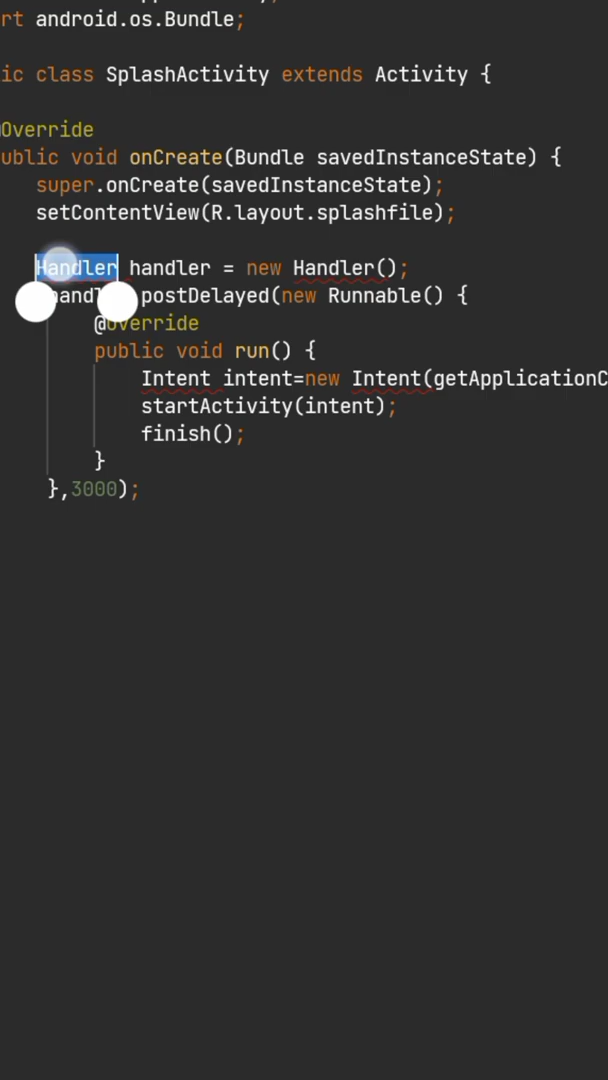 rt android.os.Bundle;
ic class SplashActivity extends Activity {
Override
ublic void onCreate(Bundle savedInstanceState) {
super.onCreate(savedInstanceState);
setContentView(R.layout.splashfile);
Handler handler = new Handler();
postDelayed(new Runnable() {
@Override
public void run() {
Intent intent=new Intent(getApplicationC
startActivity(intent);
finish();
}
},3000);